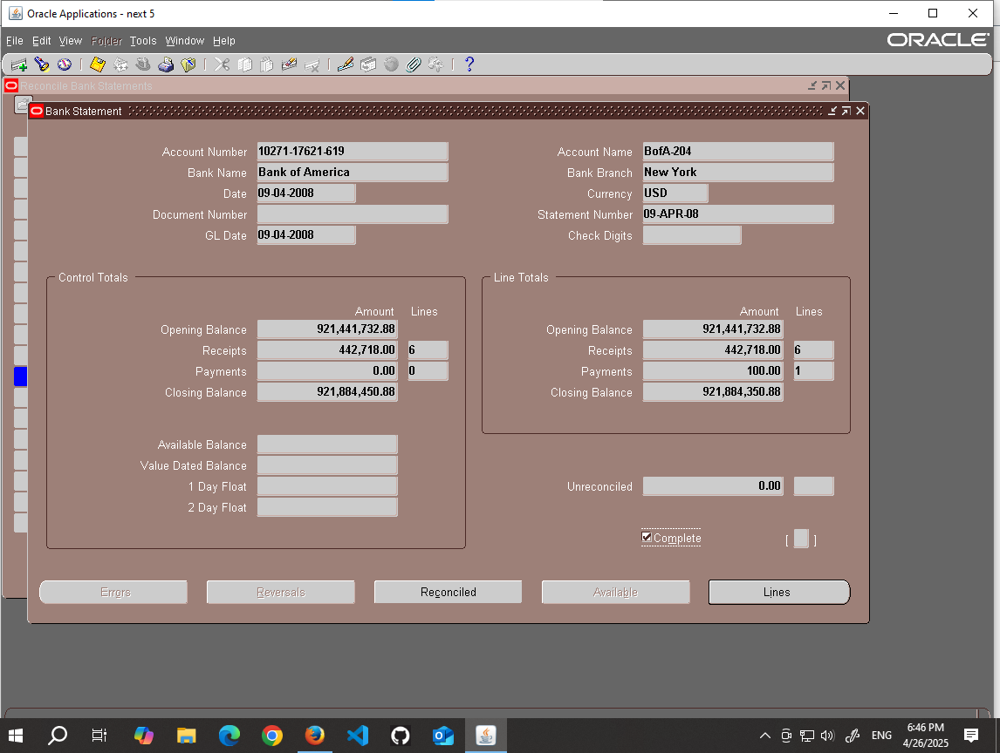 Oracle Applications - next 5
File Edit View Folder Tools Window Help
ORACLE
Reconcile Bank Statements
Bank Statement
Account Number 10271-17621-619 Account Name BofA-204
Bank Name Bank of America Bank Branch New York
Date 09-04-2008 Currency USD
Document Number Statement Number 09-APR-08
GL Date 09-04-2008 Check Digits
Control Totals Line Totals
Amount Lines Amount Lines
Opening Balance 921,441,732.88 Opening Balance 921,441,732.88
Receipts 442,718.00 6 Receipts 442,718.00 6
Payments 0.00 0 Payments 100.00 1
Closing Balance 921,884,450.88 Closing Balance 921,884,350.88
Available Balance
Value Dated Balance
1 Day Float Unreconciled 0.00
2 Day Float
Complete [ ]
Errors Reversals Reconciled Available Lines
ENG 6:46 PM
4/26/2025